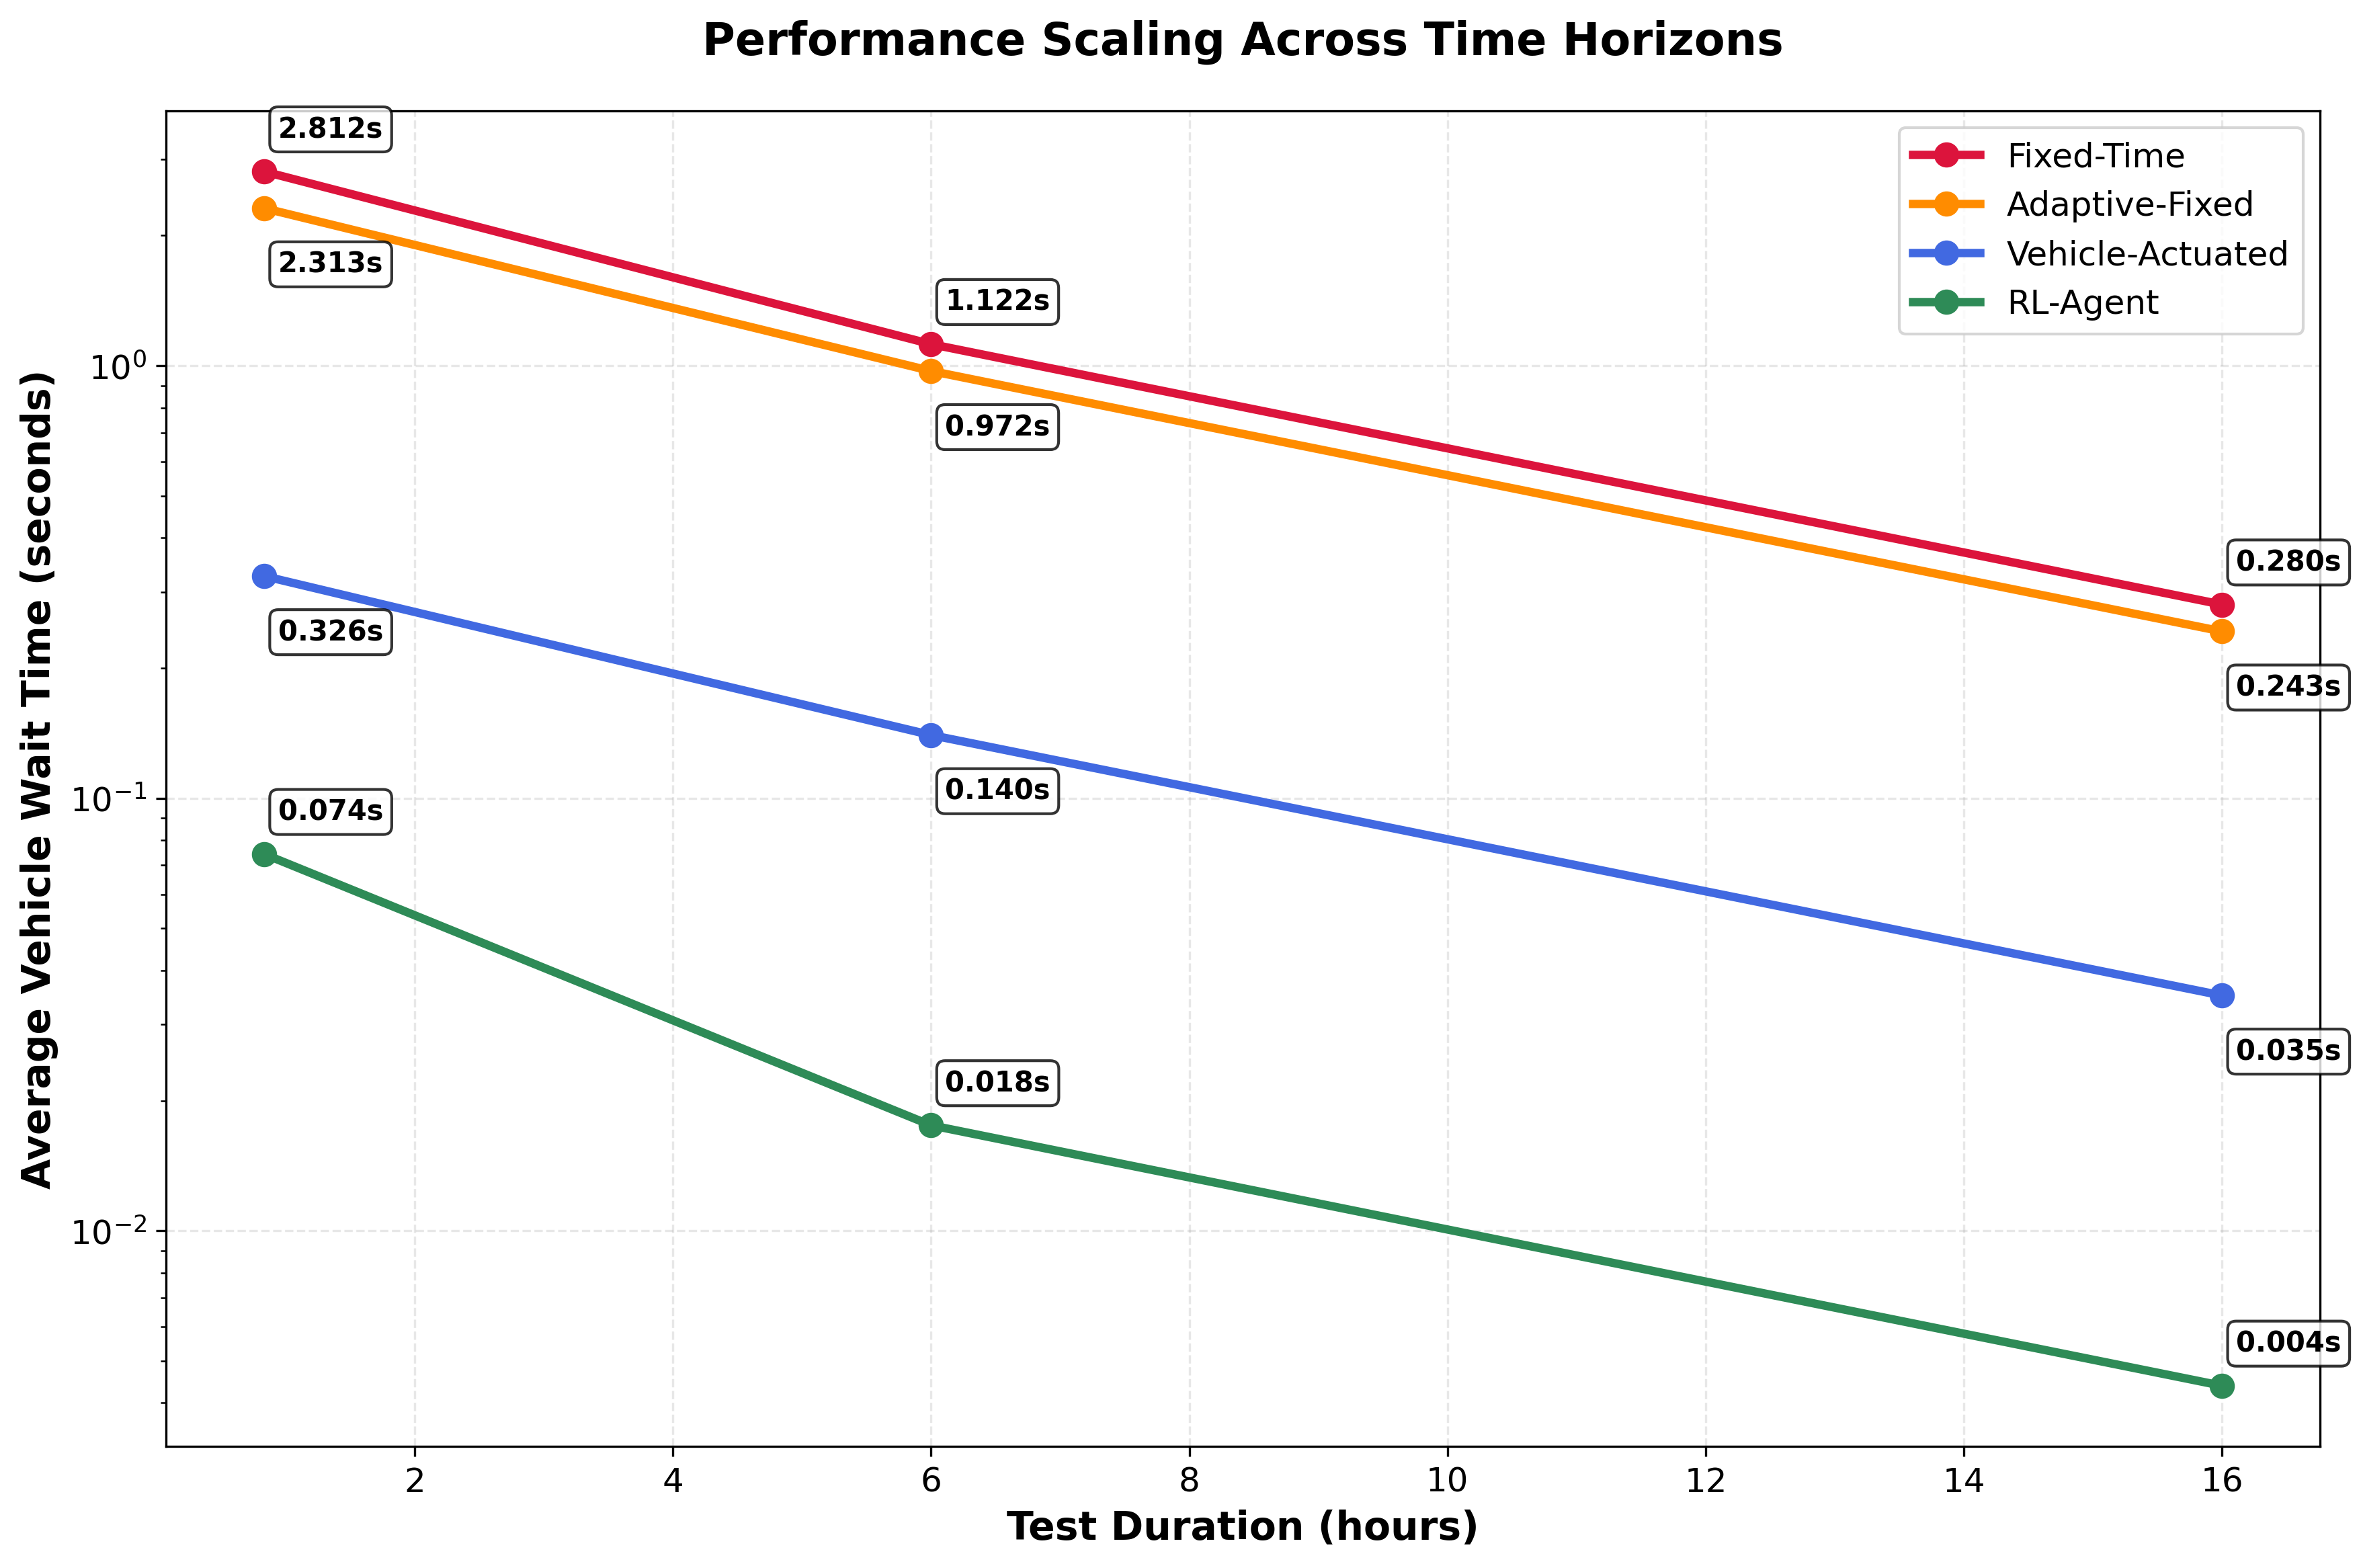 Performance Scaling Across Time Horizons
2.812s
Fixed-Time
Adaptive-Fixed
Vehicle-Actuated
RL-Agent
2.313s
1.122s
10⁰
0.972s
0.280s
0.326s
0.243s
0.140s
10⁻¹
0.074s
0.035s
0.018s
10⁻²
0.004s
Average Vehicle Wait Time (seconds)
2 4 6 8 10 12 14 16
Test Duration (hours)